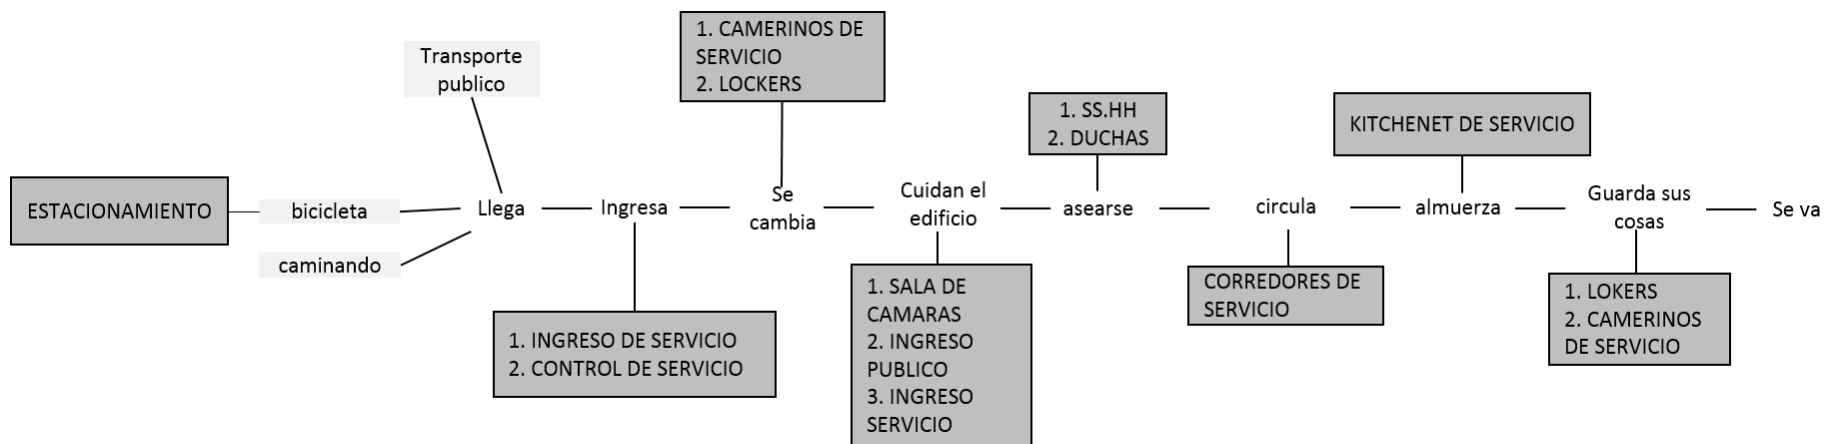 1. CAMERINOS DE
SERVICIO
2. LOCKERS
Transporte
publico
1. SS.HH
2. DUCHAS
KITCHENET DE SERVICIO
ESTACIONAMIENTO
bicicleta
caminando
Llega
Ingresa
Se
cambia
Cuidan el
edificio
asearse
circula
almuerza
Guarda sus
cosas
Se va
1. INGRESO DE SERVICIO
2. CONTROL DE SERVICIO
1. SALA DE
CAMARAS
2. INGRESO
PUBLICO
3. INGRESO
SERVICIO
CORREDORES DE
SERVICIO
1. LOKERS
2. CAMERINOS
DE SERVICIO